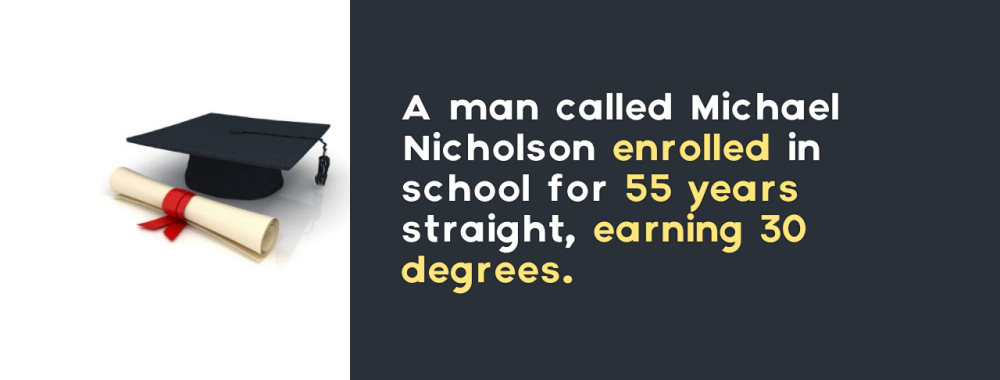 A man called Michael
Nicholson enrolled in
school for 55 years
straight, earning 30
degrees.